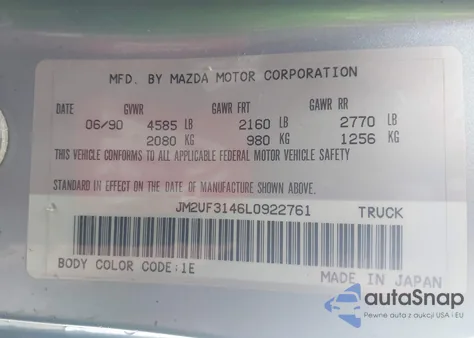 MFD. BY MAZDA MOTOR CORPORATION
DATE GVWR GAWR FRT GAWR RR
06/90 4585 LB 2160 LB 2770 LB
2080 KG 980 KG 1256 KG
THIS VEHICLE CONFORMS TO ALL APPLICABLE FEDERAL MOTOR VEHICLE SAFETY
STANDARD IN EFFECT ON THE DATE OF MANUFACTURE SHOWN ABOVE.
JM2UF3146L0922761 TRUCK
BODY COLOR CODE:1E
MADE IN JAPAN
autoSnap
Pewne auta z USA i EU